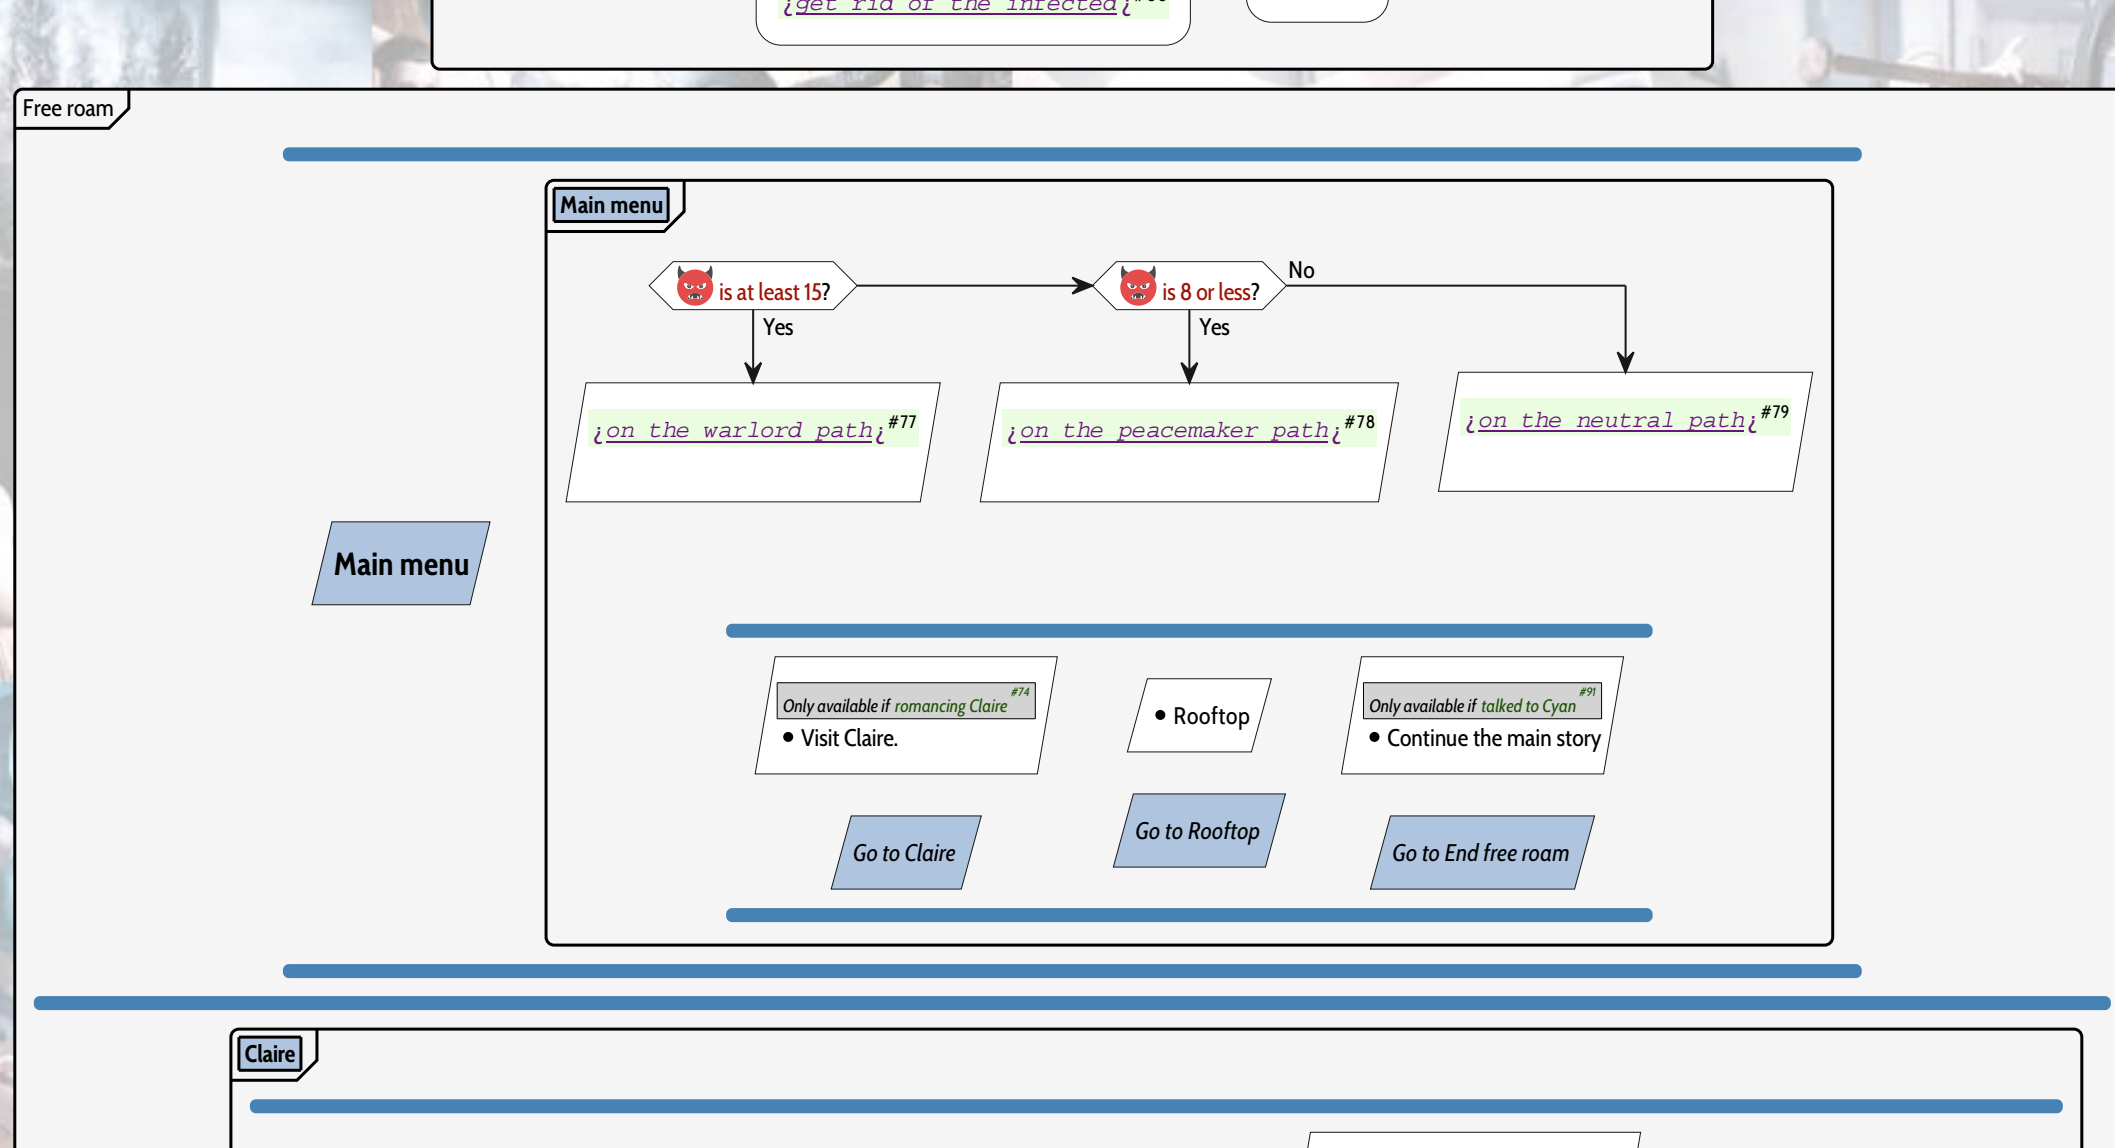 ¿get rid of the infected¿
Free roam
Main menu
is at least 15?
is 8 or less?
No
Yes
Yes
¿on the warlord path¿#77
¿on the peacemaker path¿#78
¿on the neutral path¿#79
Main menu
Only available if romancing Claire #74
• Visit Claire.
• Rooftop
Only available if talked to Cyan #91
• Continue the main story
Go to Claire
Go to Rooftop
Go to End free roam
Claire